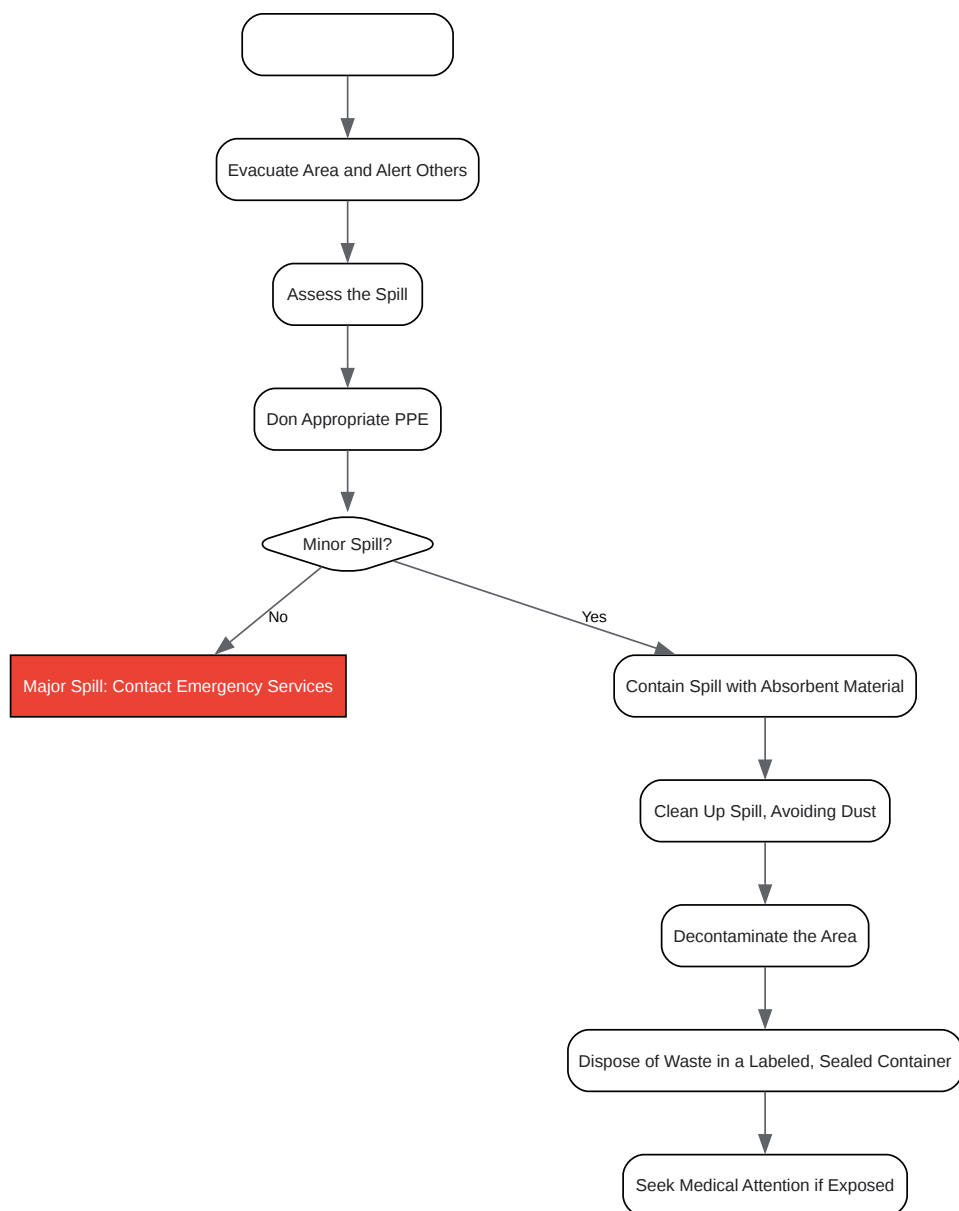 Evacuate Area and Alert Others
Assess the Spill
Don Appropriate PPE
Minor Spill?
No
Yes
Major Spill: Contact Emergency Services
Contain Spill with Absorbent Material
Clean Up Spill, Avoiding Dust
Decontaminate the Area
Dispose of Waste in a Labeled, Sealed Container
Seek Medical Attention if Exposed